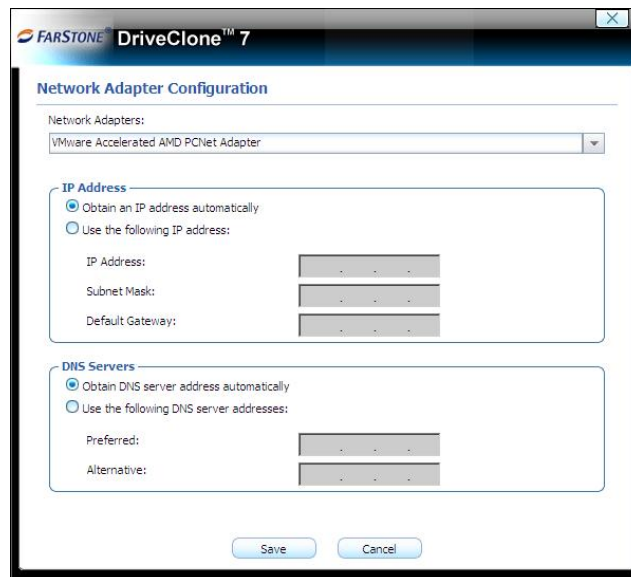 FARSTONE® DriveClone™ 7
Network Adapter Configuration
Network Adapters:
VMware Accelerated AMD PCNet Adapter
IP Address
Obtain an IP address automatically
Use the following IP address:
IP Address:
Subnet Mask:
Default Gateway:
DNS Servers
Obtain DNS server address automatically
Use the following DNS server addresses:
Preferred:
Alternative:
Save Cancel